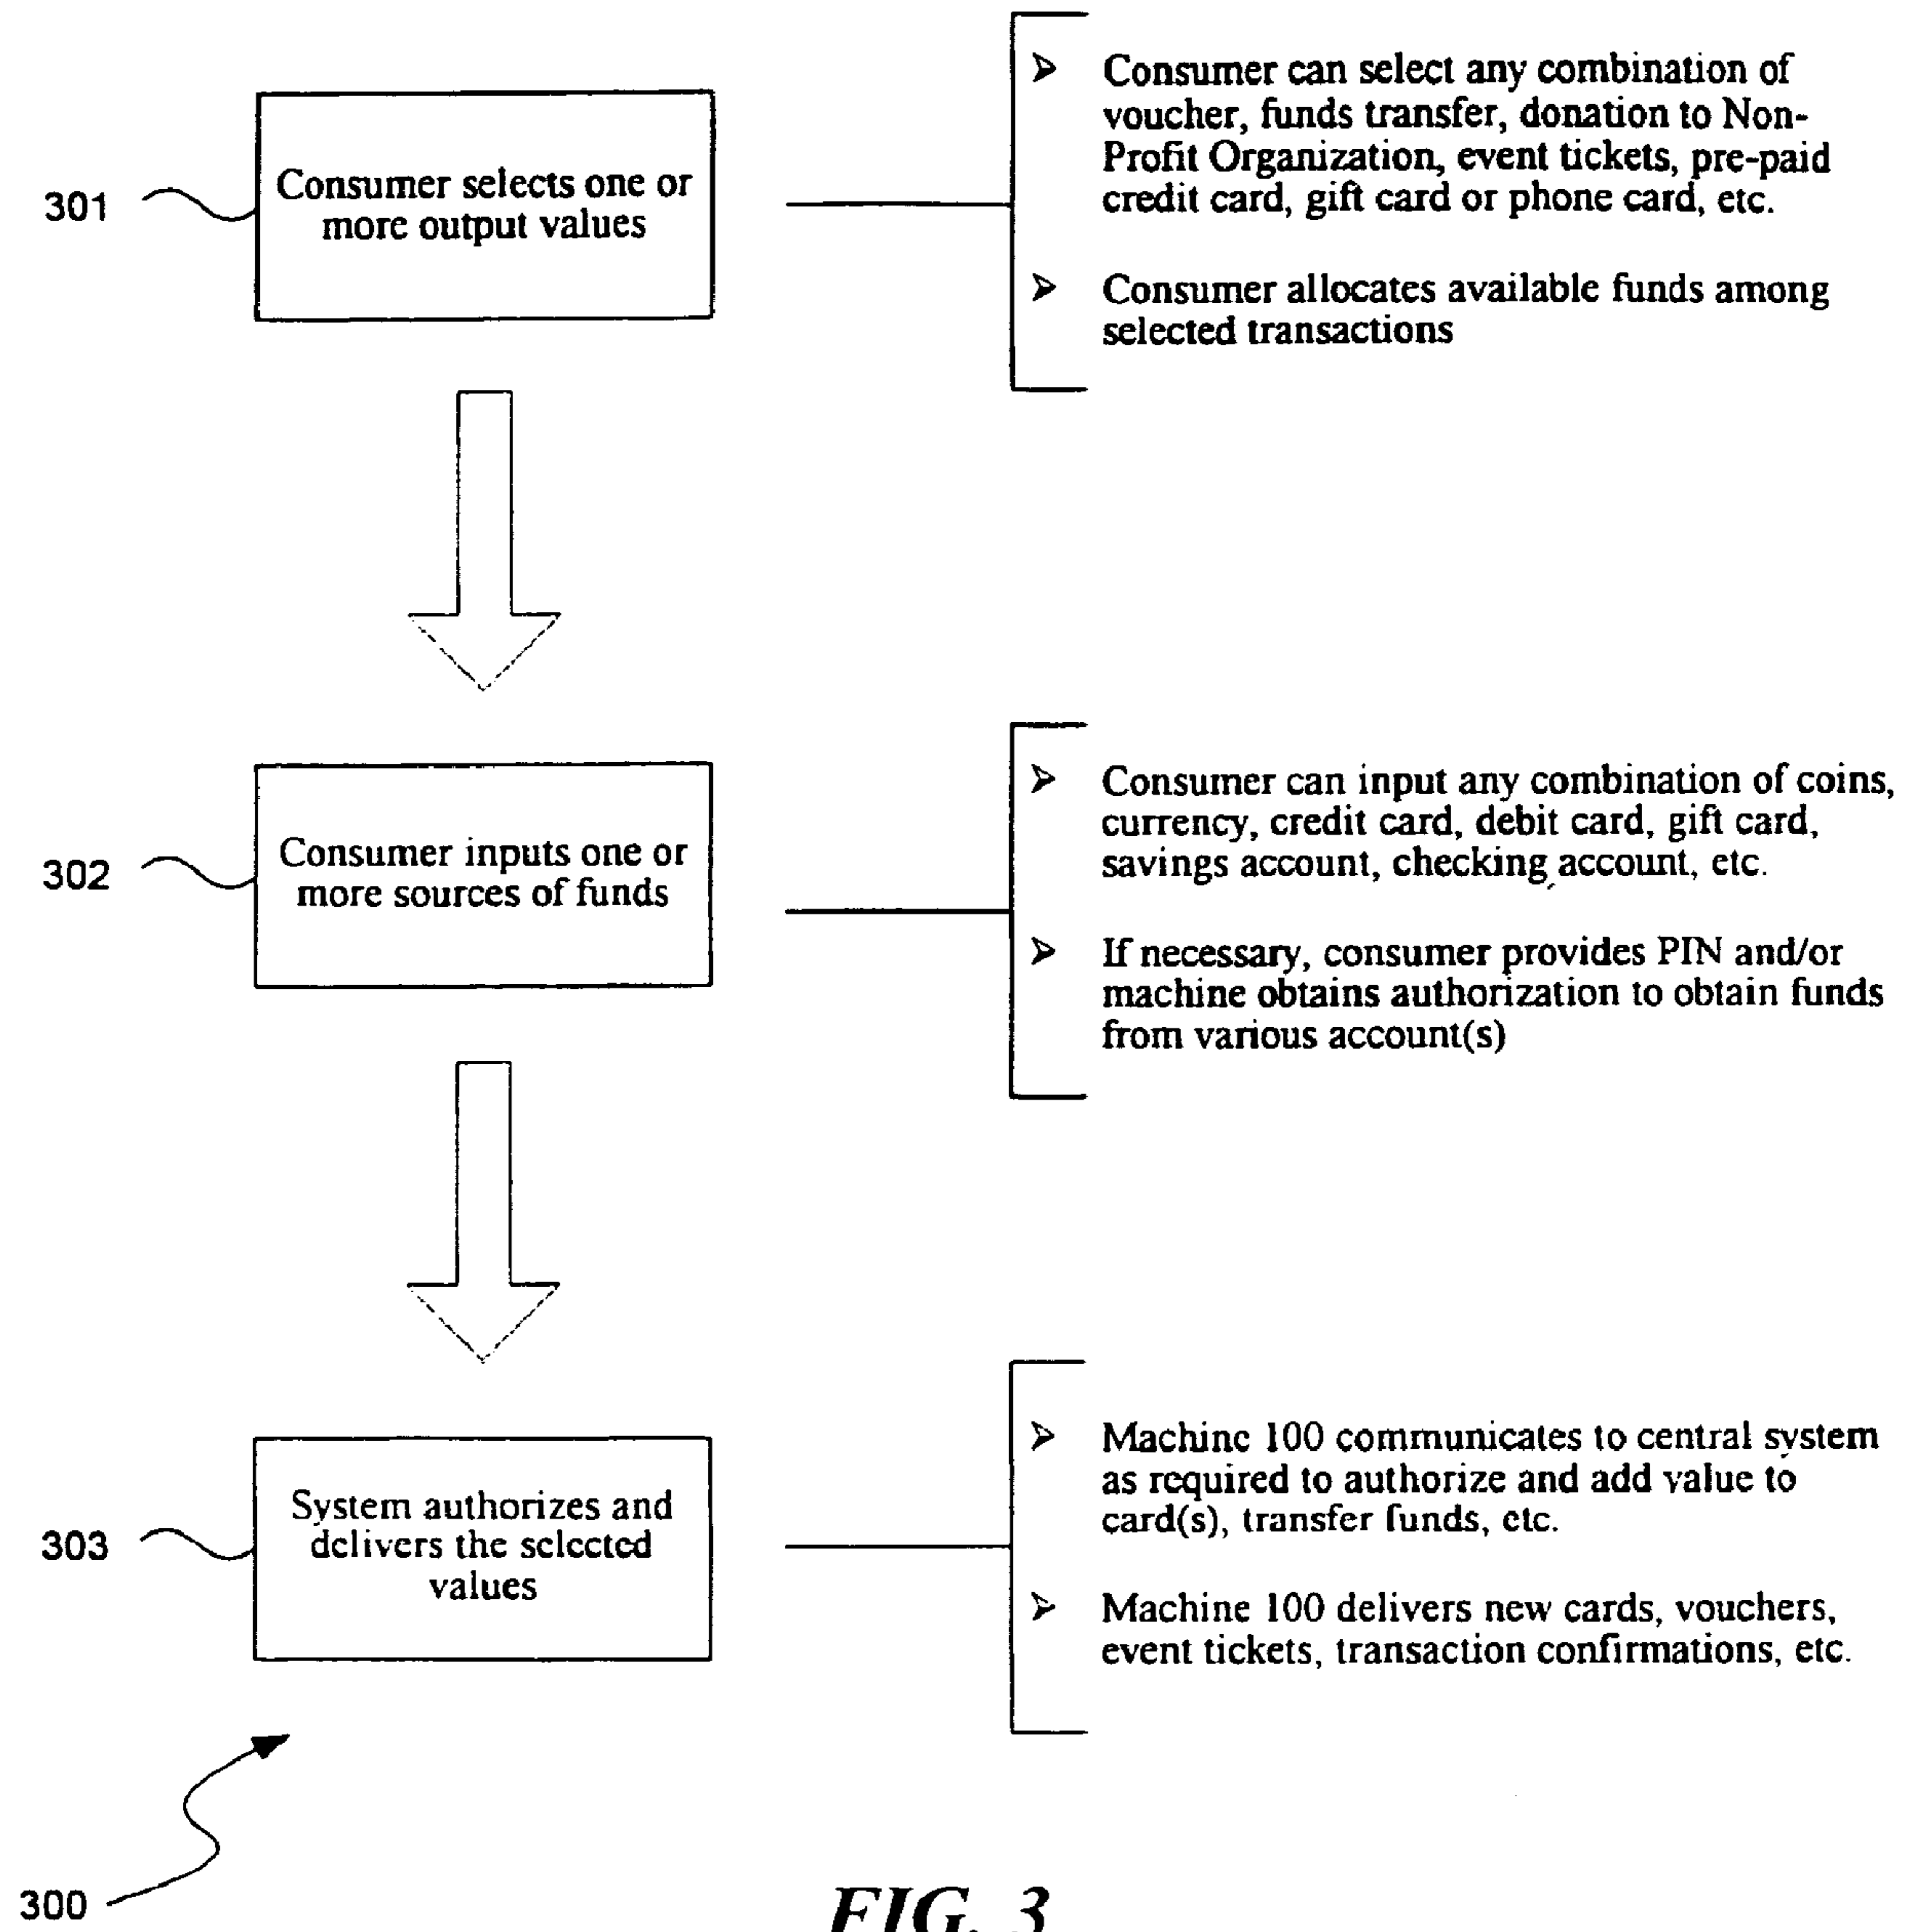 301
Consumer selects one or
more output values
➢ Consumer can select any combination of
voucher, funds transfer, donation to Non-
Profit Organization, event tickets, pre-paid
credit card, gift card or phone card, etc.
➢ Consumer allocates available funds among
selected transactions
302
Consumer inputs one or
more sources of funds
➢ Consumer can input any combination of coins,
currency, credit card, debit card, gift card,
savings account, checking account, etc.
➢ If necessary, consumer provides PIN and/or
machine obtains authorization to obtain funds
from various account(s)
303
System authorizes and
delivers the selected
values
➢ Machine 100 communicates to central system
as required to authorize and add value to
card(s), transfer funds, etc.
➢ Machine 100 delivers new cards, vouchers,
event tickets, transaction confirmations, etc.
300
FIG. 3